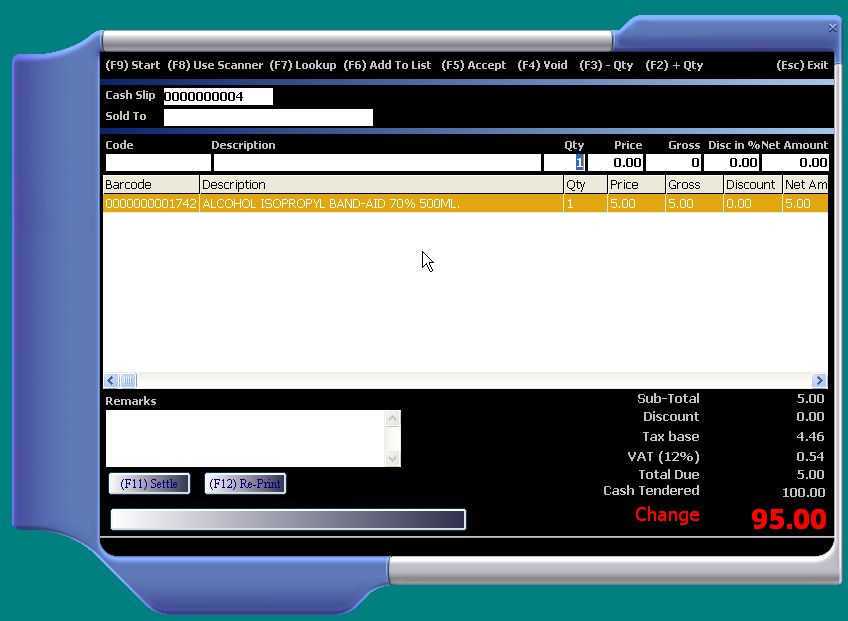 (F9) Start (F8) Use Scanner (F7) Lookup (F6) Add To List (F5) Accept (F4) Void (F3) - Qty (F2) + Qty (Esc) Exit
Cash Slip 0000000004
Sold To
Code Description Qty Price Gross Disc in % Net Amount
1 0.00 0 0.00 0.00
Barcode Description Qty Price Gross Discount Net Am
0000000001742 ALCOHOL ISOPROPYL BAND-AID 70% 500ML. 1 5.00 5.00 0.00 5.00
Remarks
Sub-Total 5.00
Discount 0.00
Tax base 4.46
VAT (12%) 0.54
Total Due 5.00
Cash Tendered 100.00
Change 95.00
(F11) Settle (F12) Re-Print